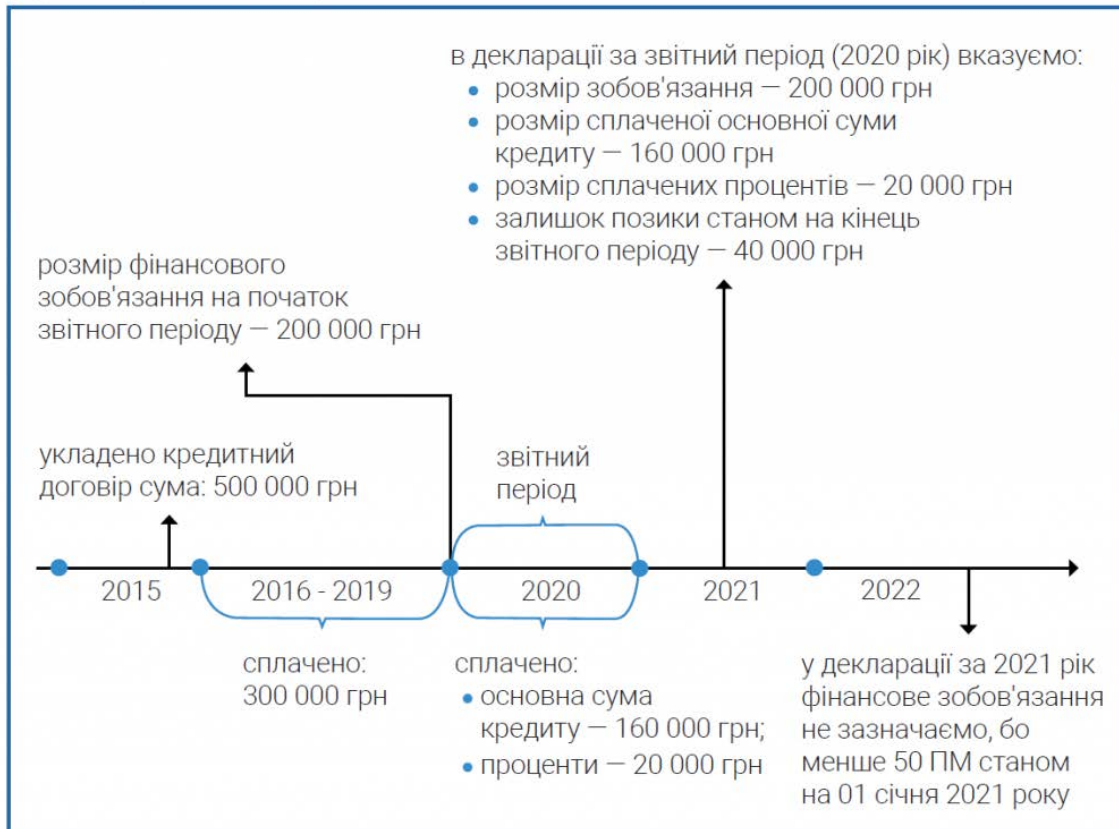 в декларації за звітний період (2020 рік) вказуємо:
• розмір зобов'язання — 200 000 грн
• розмір сплаченої основної суми
кредиту — 160 000 грн
• розмір сплачених процентів — 20 000 грн
• залишок позики станом на кінець
звітного періоду — 40 000 грн
розмір фінансового
зобов'язання на початок
звітного періоду — 200 000 грн
укладено кредитний
договір сума: 500 000 грн
звітний
період
2015
2016 - 2019
2020
2021
2022
сплачено:
300 000 грн
сплачено:
• основна сума
кредиту — 160 000 грн;
• проценти — 20 000 грн
у декларації за 2021 рік
фінансове зобов'язання
не зазначаємо, бо
менше 50 ПМ станом
на 01 січня 2021 року